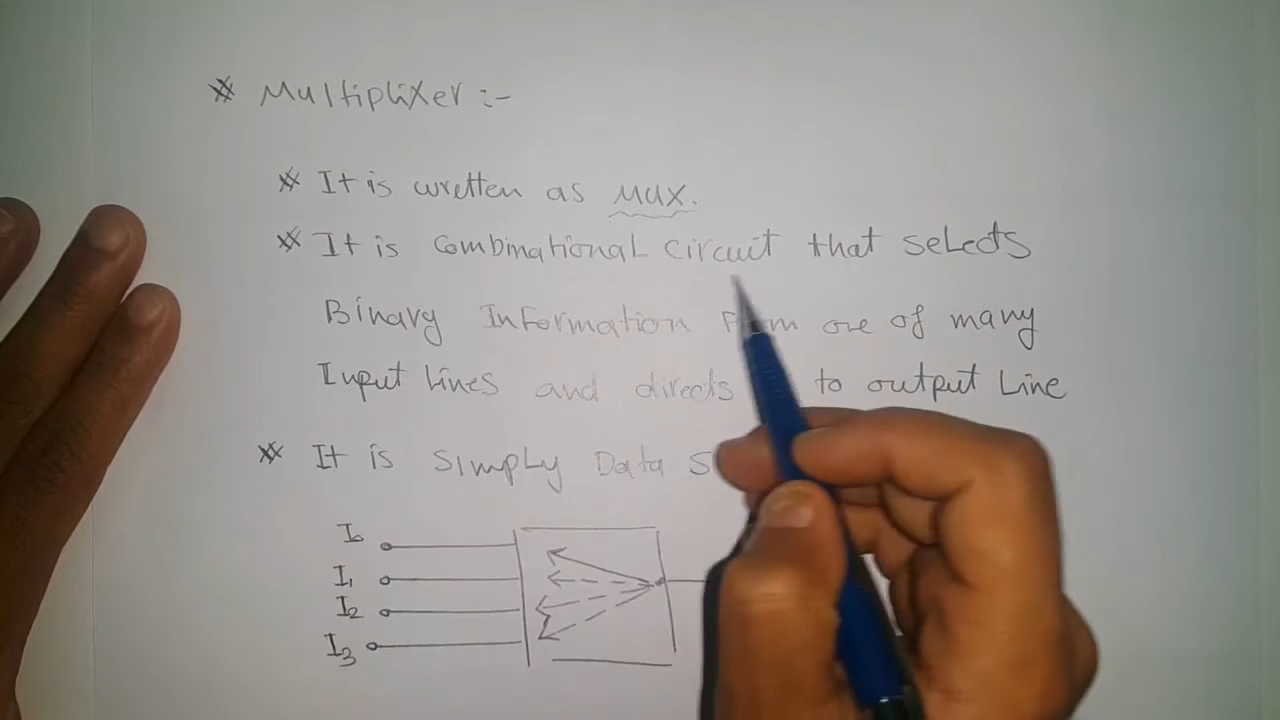 * Multiplixer :-
* It is wretten as MUX.
* It is Combinational circuit that selects
Binary Information From one of many
Input Lines and directs to output Line
* It is simply Data
I0
I1
I2
I3